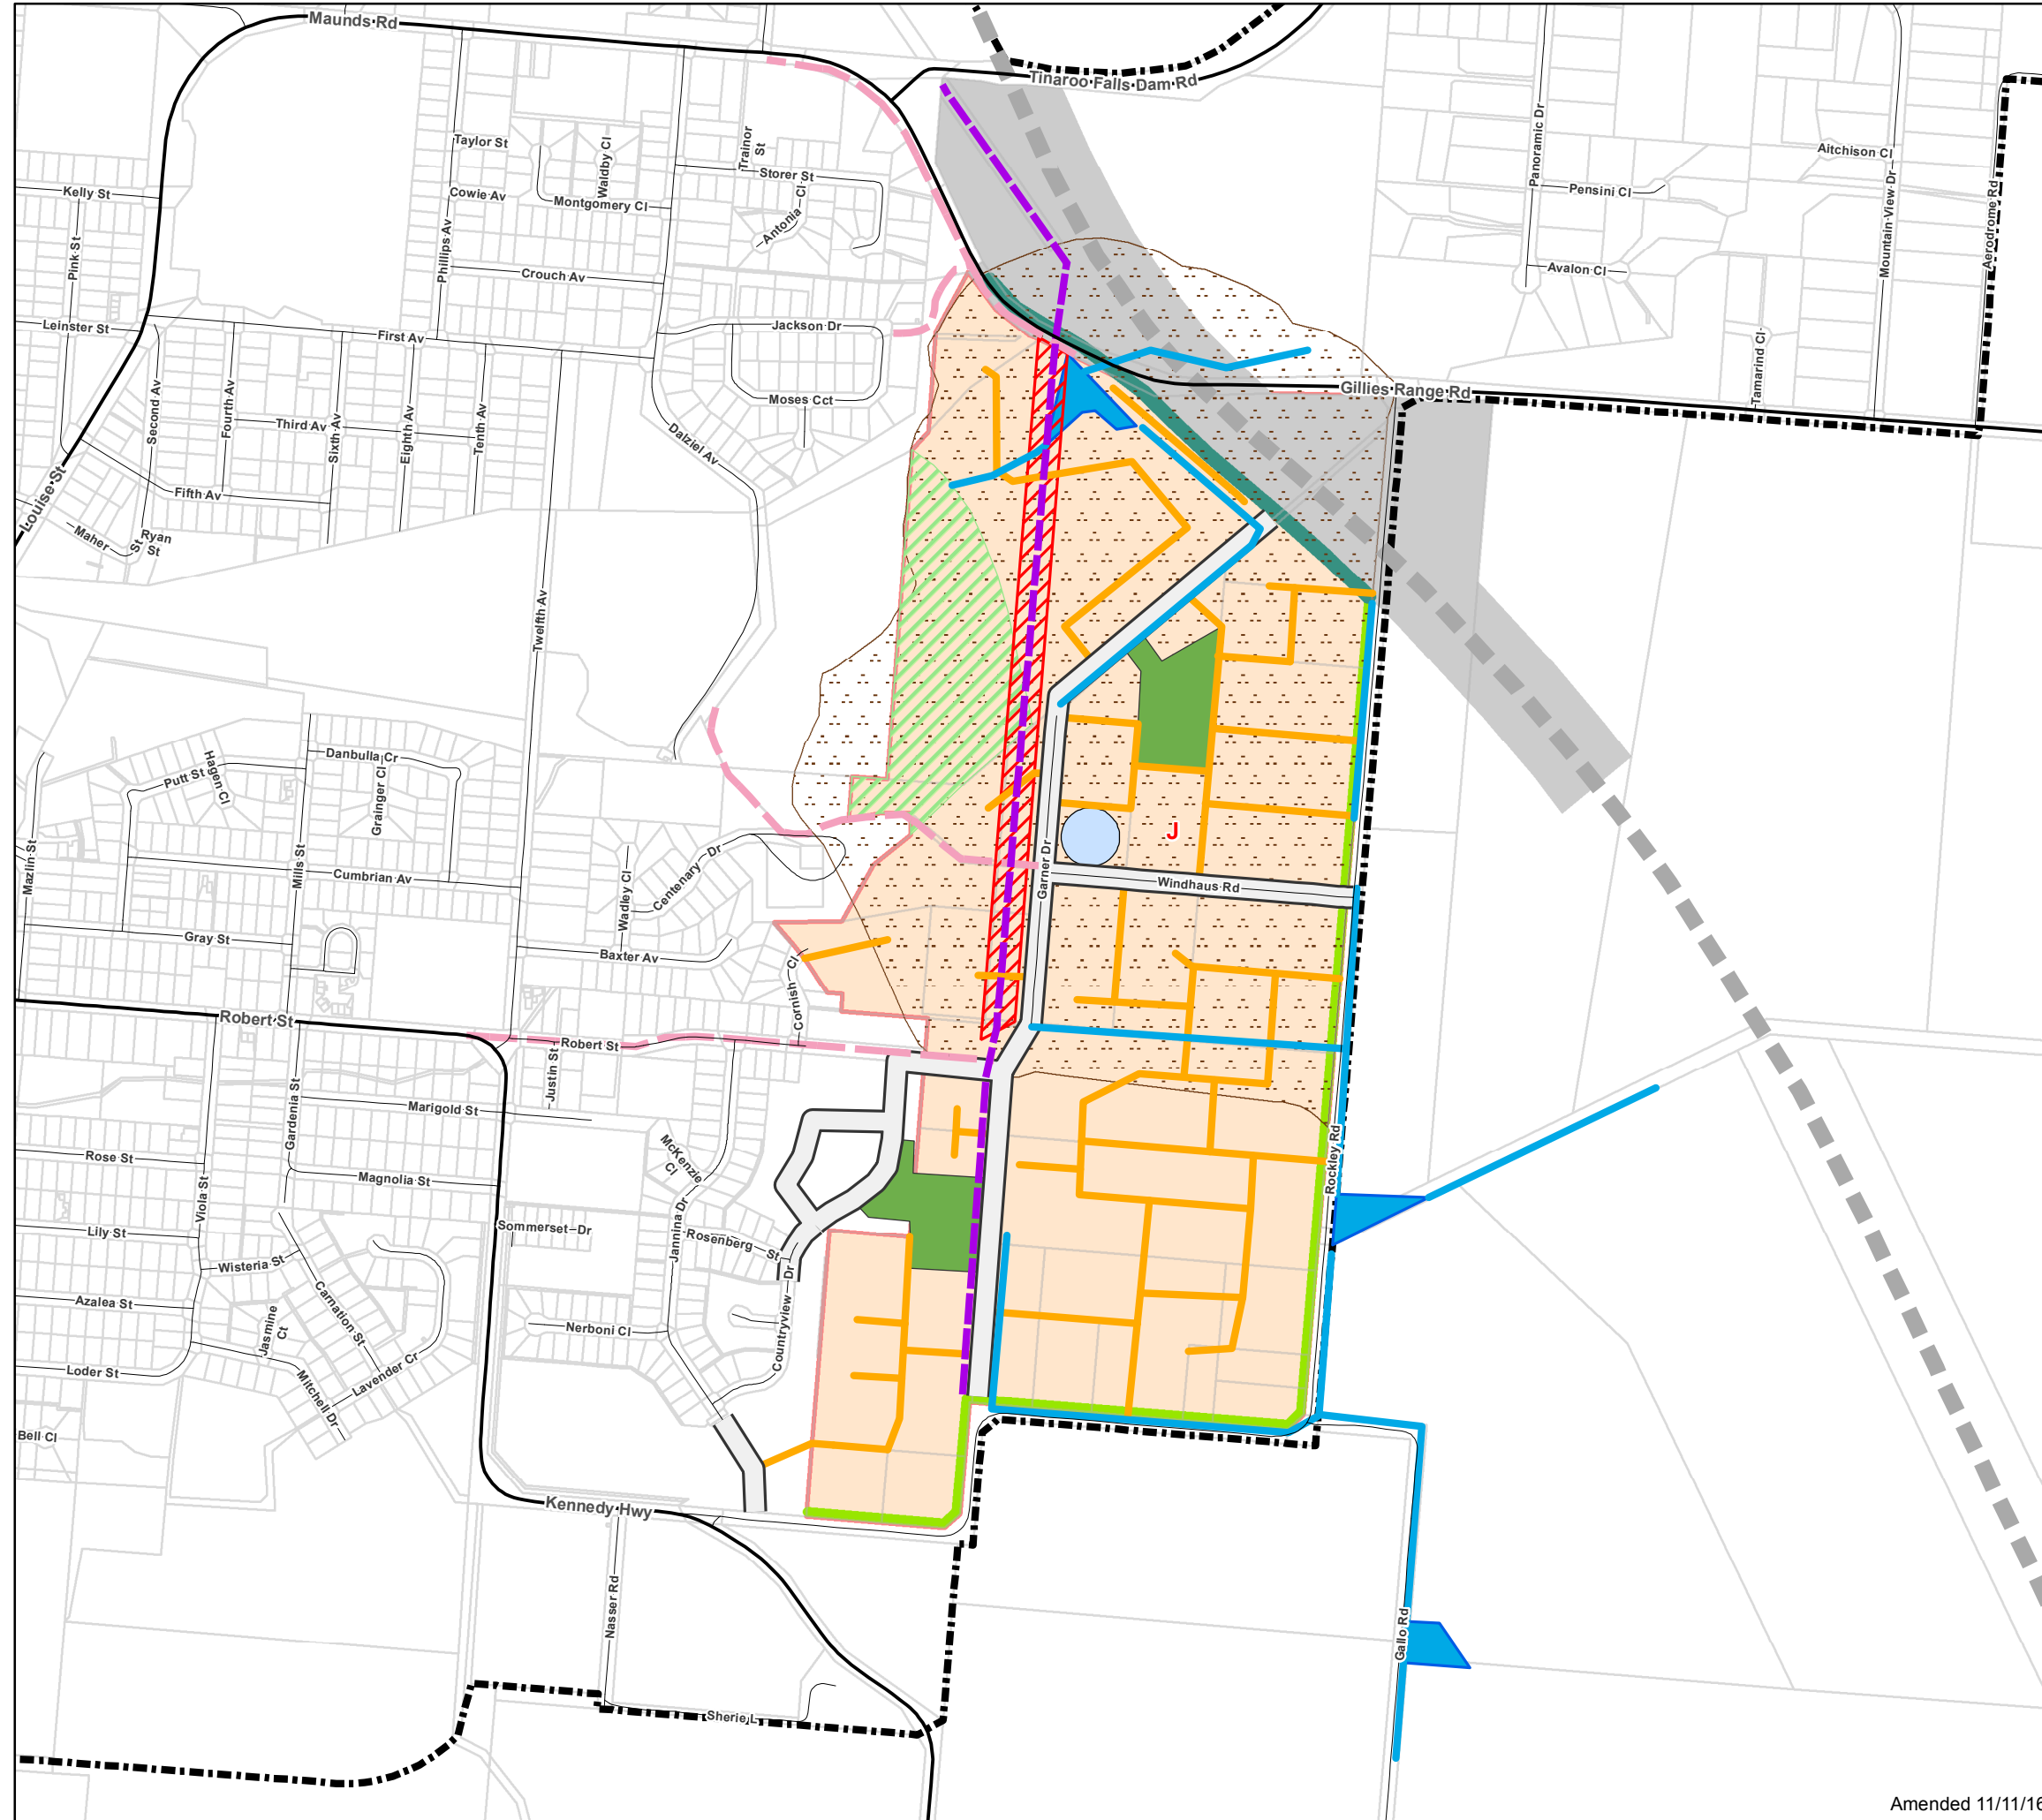 Maunds Rd
Tinaroo Falls Dam Rd
Taylor St
Waldby Cl
Trainor
St
Storer St
Panoramic Dr
Aitchison Cl
Kelly St
Cowie Av
Montgomery Cl
Antonia Cl
Pensini Cl
Mountain View Dr
Aerodrome Rd
Pink St
Phillips Av
Crouch Av
Avalon Cl
Leinster St
First Av
Jackson Dr
Tamarind Cl
Gillies Range Rd
Second Av
Fourth Av
Third Av
Sixth Av
Eighth Av
Tenth Av
Moses Cct
Dalziel Av
Louise St
Fifth Av
Maher St
Ryan
St
Twelfth Av
Danbulla Cr
Putt St
Hagen Cl
Grainger Cl
J
Mazlin St
Mills St
Cumbrian Av
Wadley Cl
Centenary Dr
Garner Dr
Windhaus Rd
Gray St
Baxter Av
Cornish Cl
Robert St
Robert St
Justin St
Marigold St
Gardenia St
Rose St
McKenzie
Cl
Rockley Rd
Magnolia St
Viola St
Lily St
Sommerset Dr
Jannina Dr
Rosenberg St
Wisteria St
Azalea St
Carnation St
Jasmine
Ct
Nerboni Cl
Countryview Dr
Loder St
Lavender Cr
Mitchell Dr
Bell Cl
Kennedy Hwy
Nasser Rd
Gallo Rd
Sherie L
Amended 11/11/16